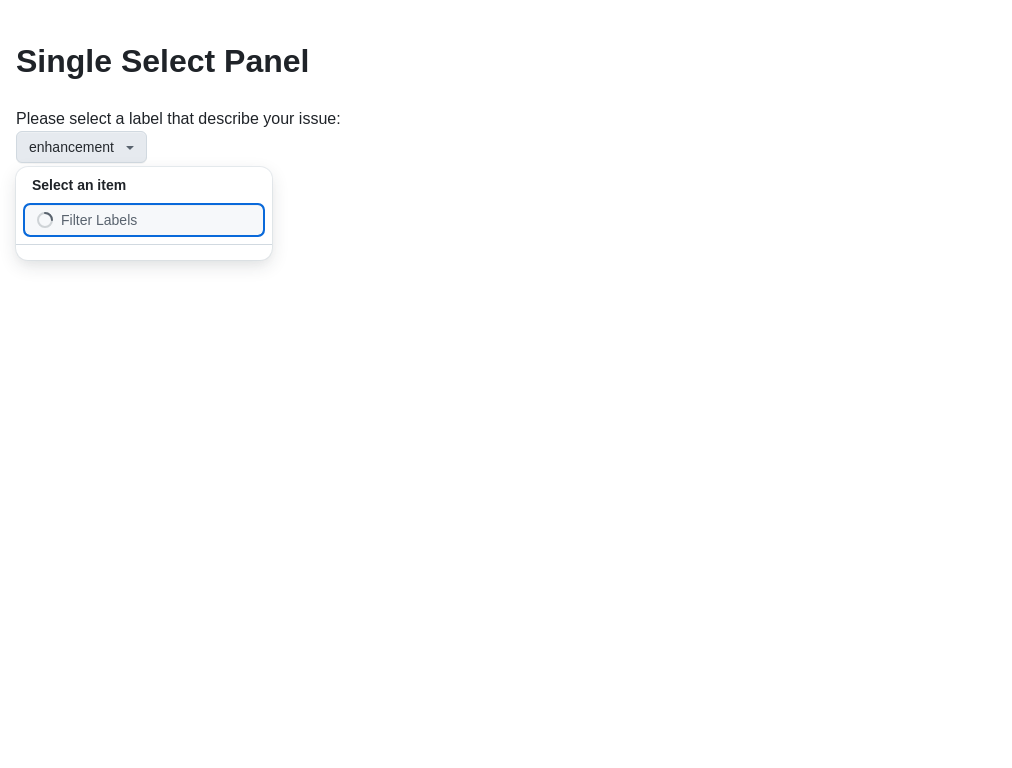 Single Select Panel
Please select a label that describe your issue:
enhancement
Select an item
Filter Labels